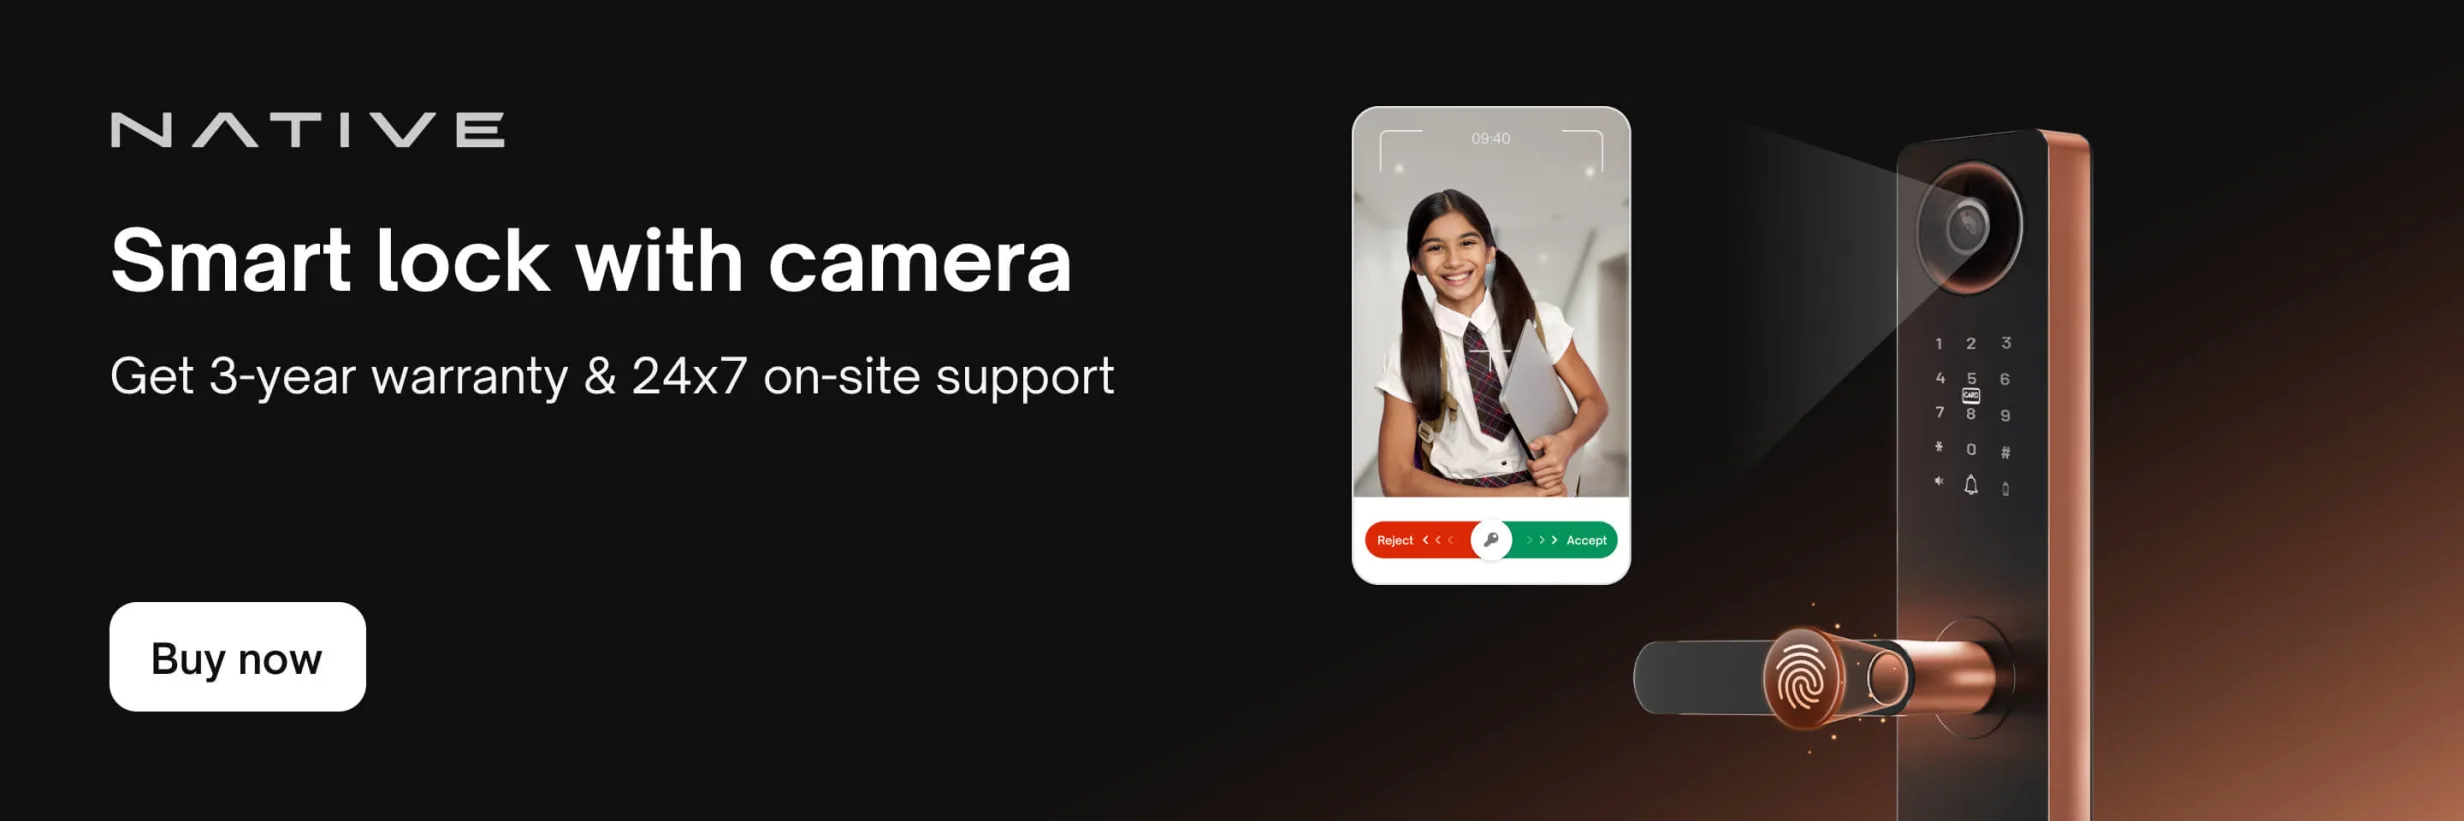 NATIVE
Smart lock with camera
Get 3-year warranty & 24x7 on-site support
Buy now
09:40
Reject
Accept
1 2 3
4 5 6
CARD
7 8 9
* 0 #